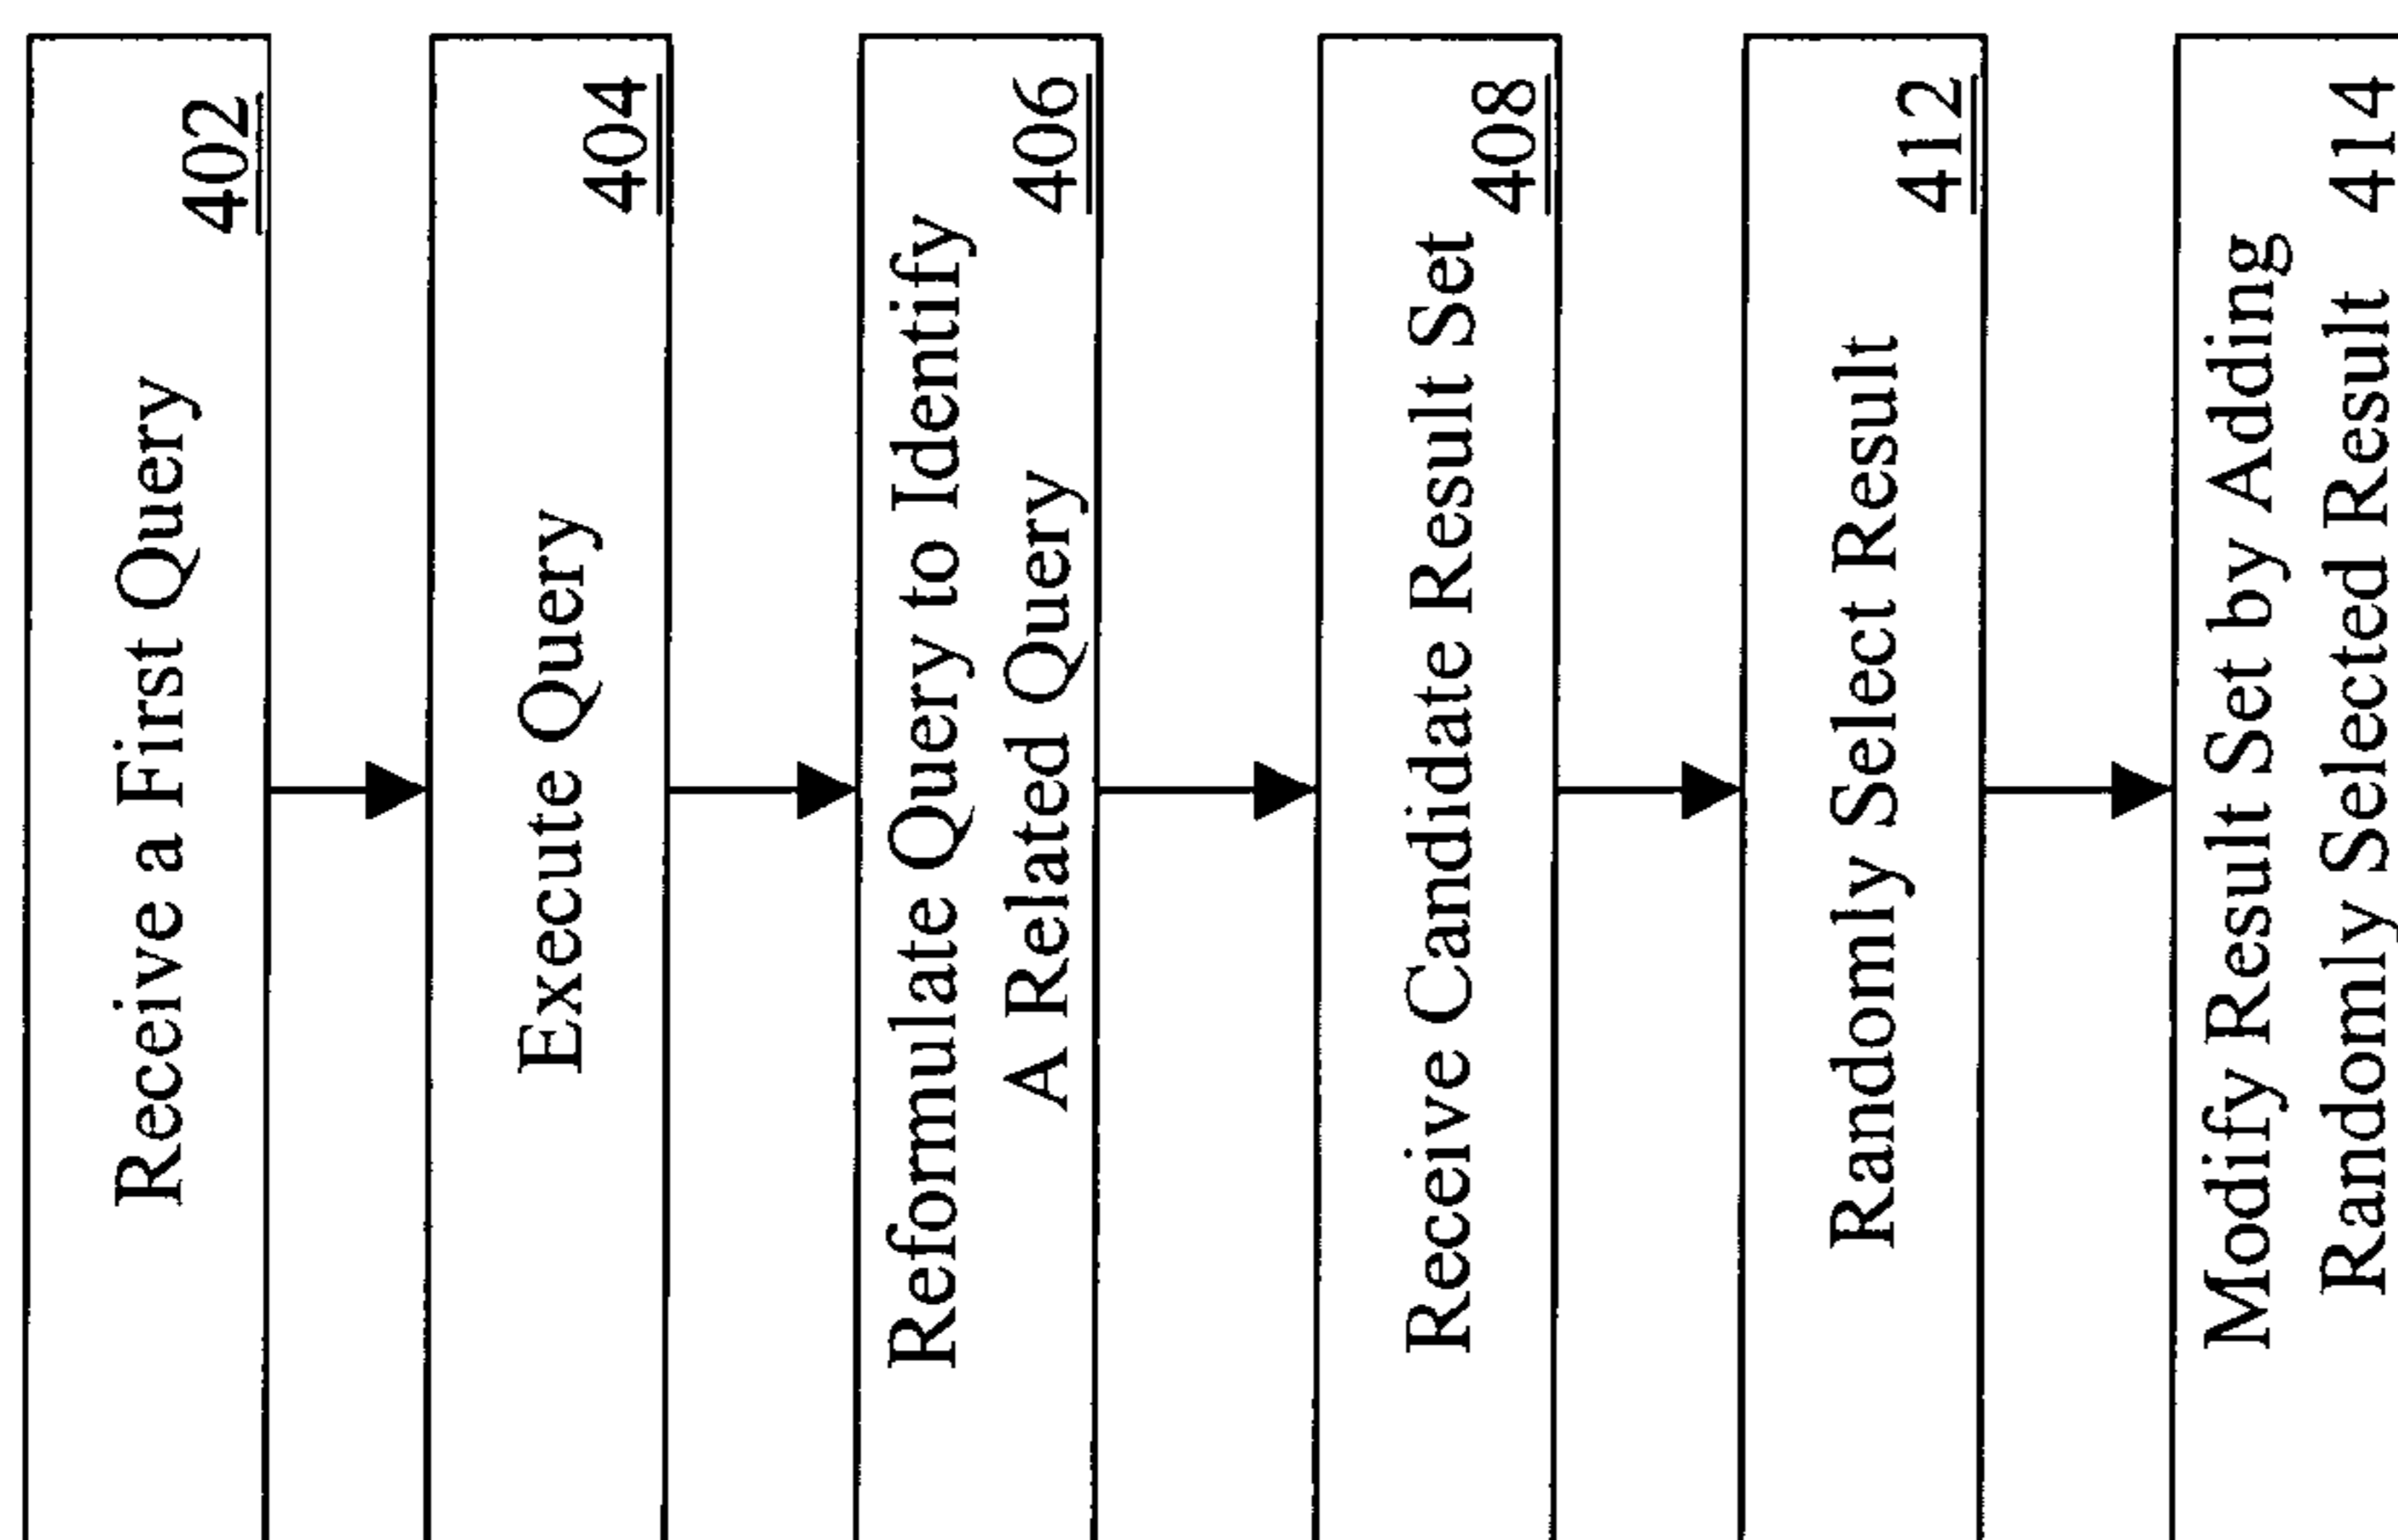 Receive a First Query
402
Execute Query
404
Reformulate Query to Identify
A Related Query
406
Receive Candidate Result Set
408
Randomly Select Result
412
Modify Result Set by Adding
Randomly Selected Result 414